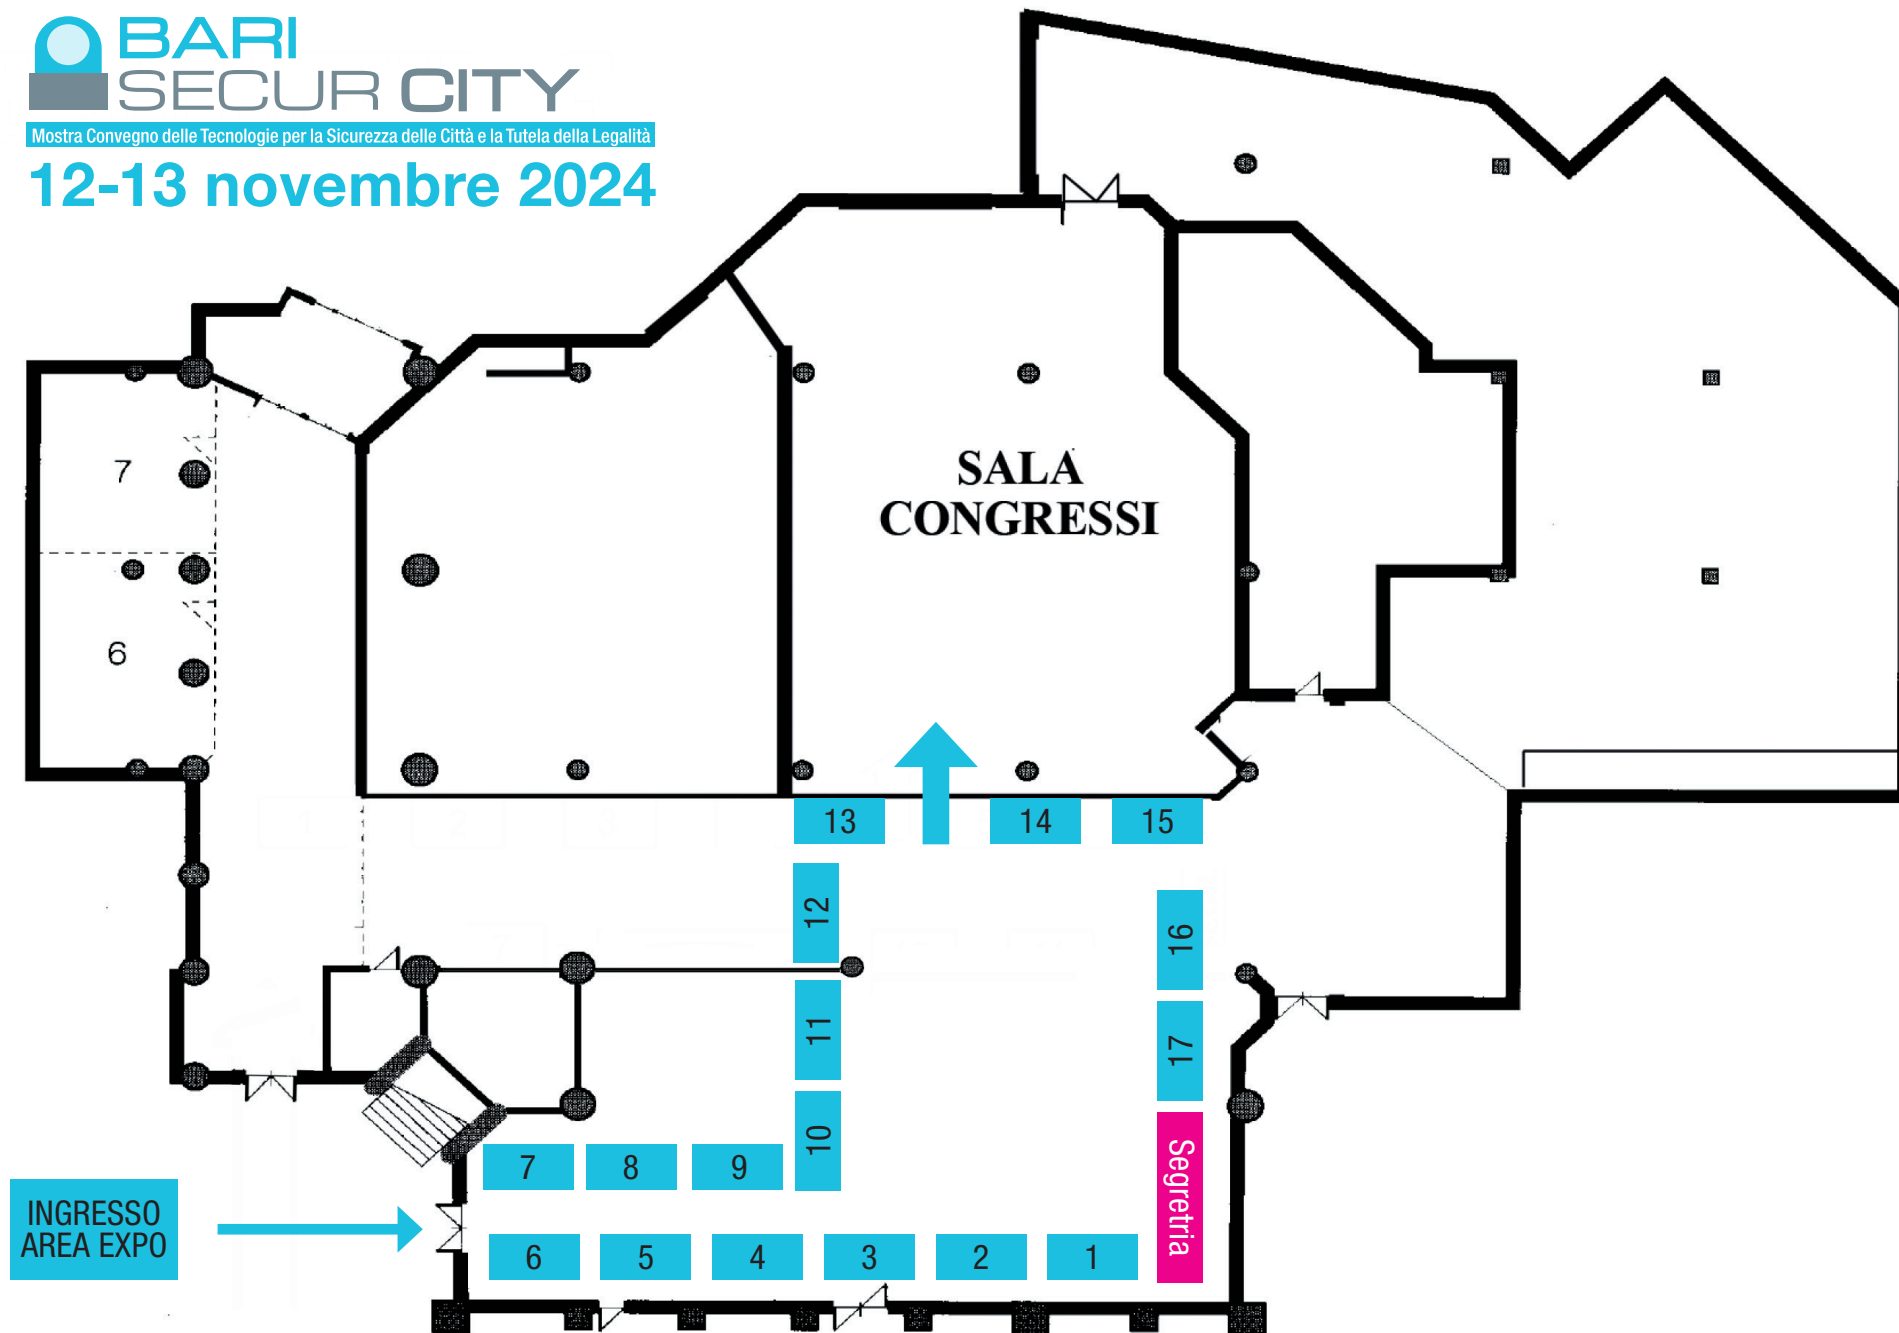 BARI
SECUR CITY
Mostra Convegno delle Tecnologie per la Sicurezza delle Città e la Tutela della Legalità
12-13 novembre 2024
SALA
CONGRESSI
7
6
13
14
15
12
16
11
17
10
7
8
9
Segretria
INGRESSO
AREA EXPO
6
5
4
3
2
1